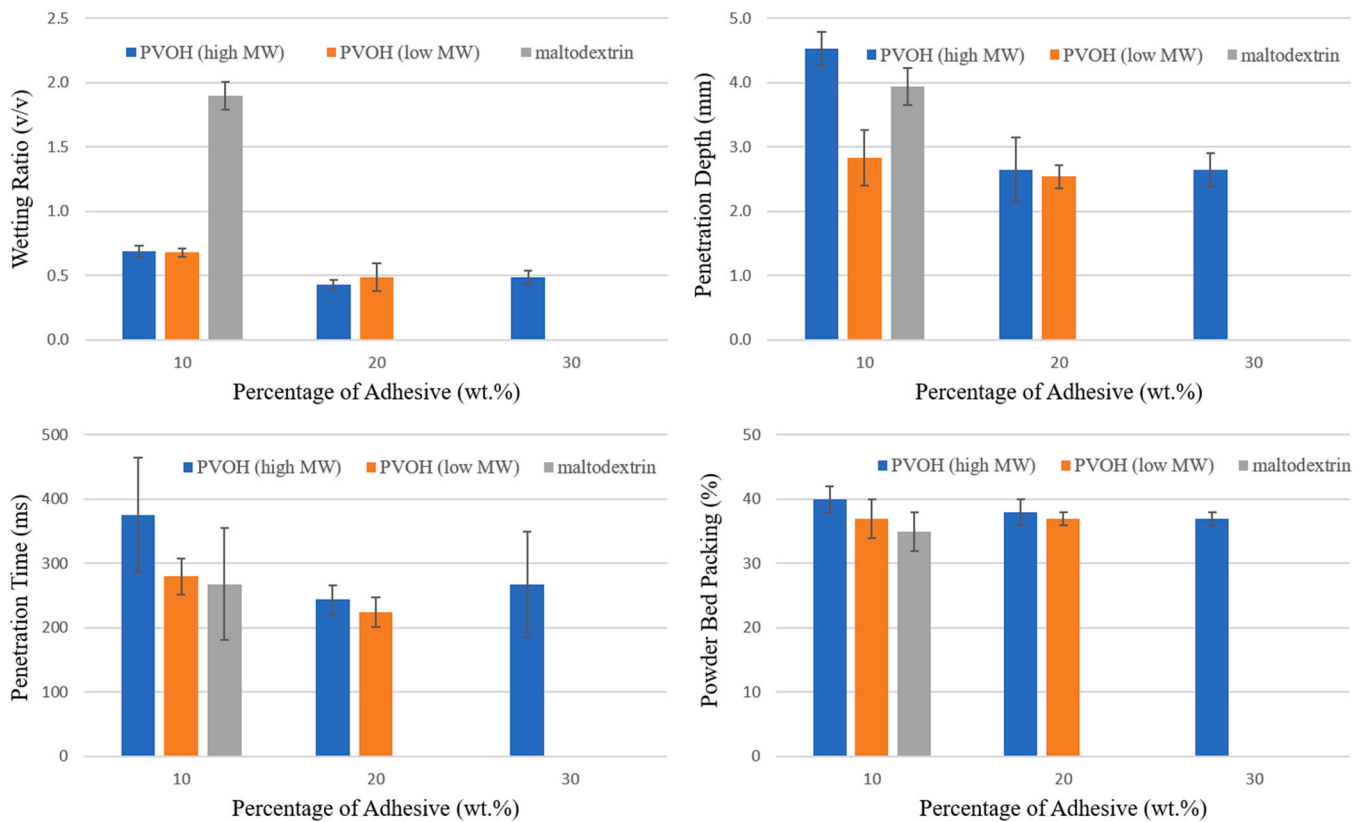 2.5
PVOH (high MW) PVOH (low MW) maltodextrin
2.0
1.5
1.0
0.5
0.0
Wetting Ratio (v/v)
10 20 30
Percentage of Adhesive (wt.%)
5.0
PVOH (high MW) PVOH (low MW) maltodextrin
4.0
3.0
2.0
1.0
0.0
Penetration Depth (mm)
10 20 30
Percentage of Adhesive (wt.%)
500
PVOH (high MW) PVOH (low MW) maltodextrin
400
300
200
100
0
Penetration Time (ms)
10 20 30
Percentage of Adhesive (wt.%)
50
PVOH (high MW) PVOH (low MW) maltodextrin
40
30
20
10
0
Powder Bed Packing (%)
10 20 30
Percentage of Adhesive (wt.%)